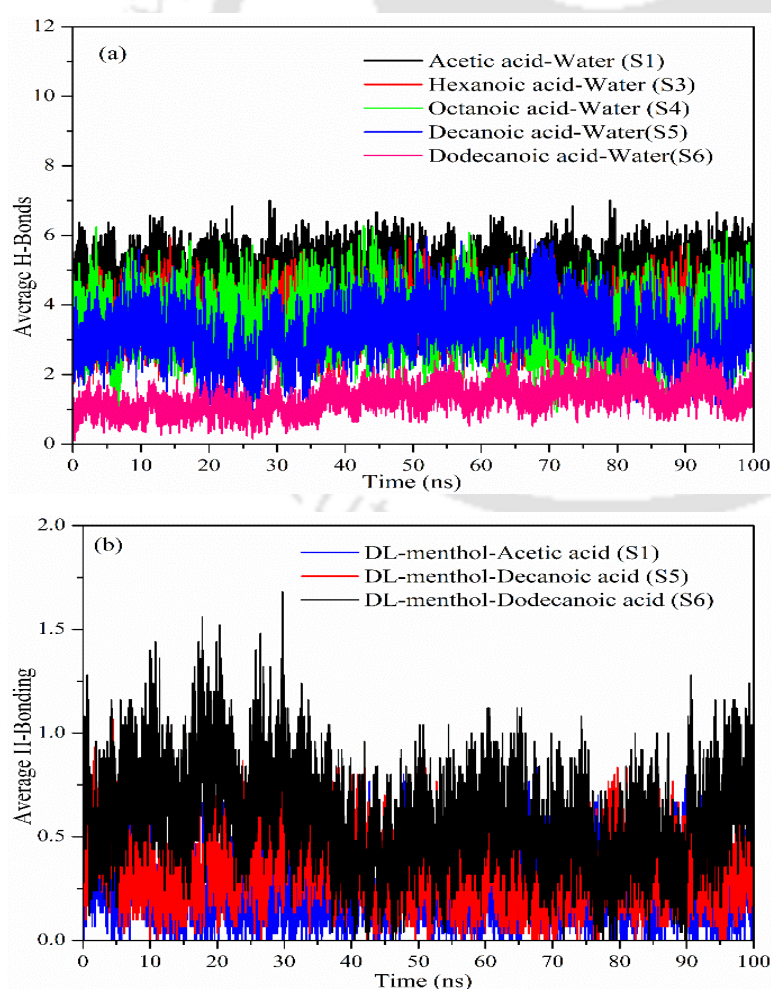 12
(a)
Acetic acid-Water (S1)
Hexanoic acid-Water (S3)
10
Octanoic acid-Water (S4)
Decanoic acid-Water(S5)
Dodecanoic acid-Water(S6)
8
6
4
2
0
Average H-Bonds
0 10 20 30 40 50 60 70 80 90 100
Time (ns)
2.0
(b)
DL-menthol-Acetic acid (S1)
DL-menthol-Decanoic acid (S5)
DL-menthol-Dodecanoic acid (S6)
1.5
1.0
0.5
0.0
Average H-Bonding
0 10 20 30 40 50 60 70 80 90 100
Time (ns)